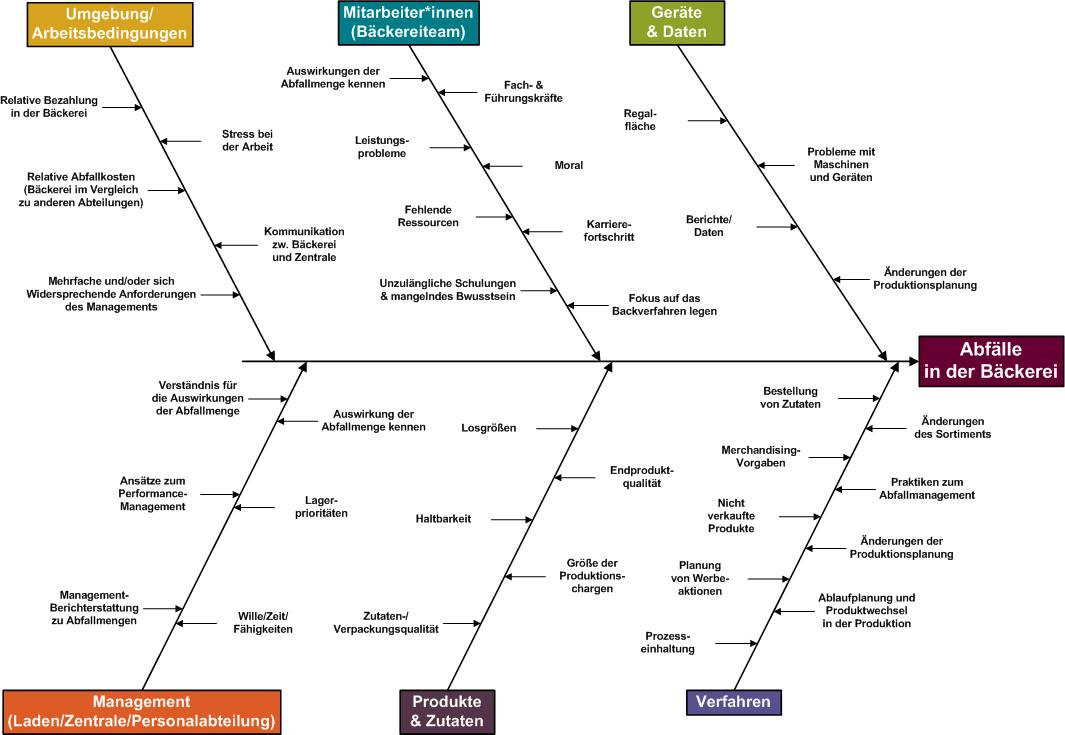 Umgebung/
Arbeitsbedingungen
Mitarbeiter*innen
(Bäckereiteam)
Geräte
& Daten
Relative Bezahlung
in der Bäckerei
Stress bei
der Arbeit
Relative Abfallkosten
(Bäckerei im Vergleich
zu anderen Abteilungen)
Kommunikation
zw. Bäckerei
und Zentrale
Mehrfache und/oder sich
Widersprechende Anforderungen
des Managements
Auswirkungen der
Abfallmenge kennen
Fach- &
Führungskräfte
Leistungs-
probleme
Moral
Fehlende
Ressourcen
Karriere-
fortschritt
Unzulängliche Schulungen
& mangelndes Bwusstsein
Fokus auf das
Backverfahren legen
Regal-
fläche
Probleme mit
Maschinen
und Geräten
Berichte/
Daten
Änderungen der
Produktionsplanung
Abfälle
in der Bäckerei
Verständnis für
die Auswirkungen
der Abfallmenge
Auswirkung der
Abfallmenge kennen
Ansätze zum
Performance-
Management
Lager-
prioritäten
Management-
Berichterstattung
zu Abfallmengen
Wille/Zeit/
Fähigkeiten
Losgrößen
Endprodukt-
qualität
Haltbarkeit
Größe der
Produktions-
chargen
Zutaten-/
Verpackungsqualität
Bestellung
von Zutaten
Änderungen
des Sortiments
Merchandising-
Vorgaben
Praktiken zum
Abfallmanagement
Nicht
verkaufte
Produkte
Änderungen der
Produktionsplanung
Planung
von Werbe-
aktionen
Ablaufplanung und
Produktwechsel
in der Produktion
Prozess-
einhaltung
Management
(Laden/Zentrale/Personalabteilung)
Produkte
& Zutaten
Verfahren